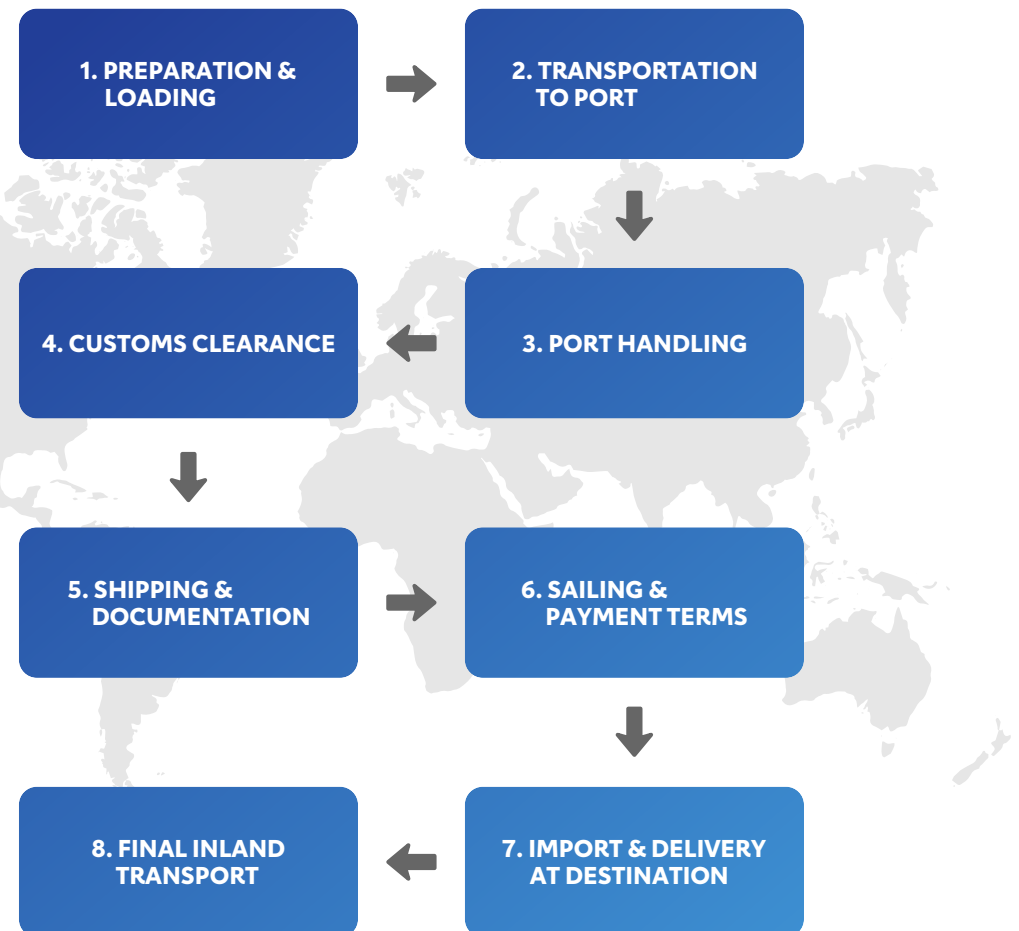 1. PREPARATION &
LOADING
2. TRANSPORTATION
TO PORT
3. PORT HANDLING
4. CUSTOMS CLEARANCE
5. SHIPPING &
DOCUMENTATION
6. SAILING &
PAYMENT TERMS
7. IMPORT & DELIVERY
AT DESTINATION
8. FINAL INLAND
TRANSPORT